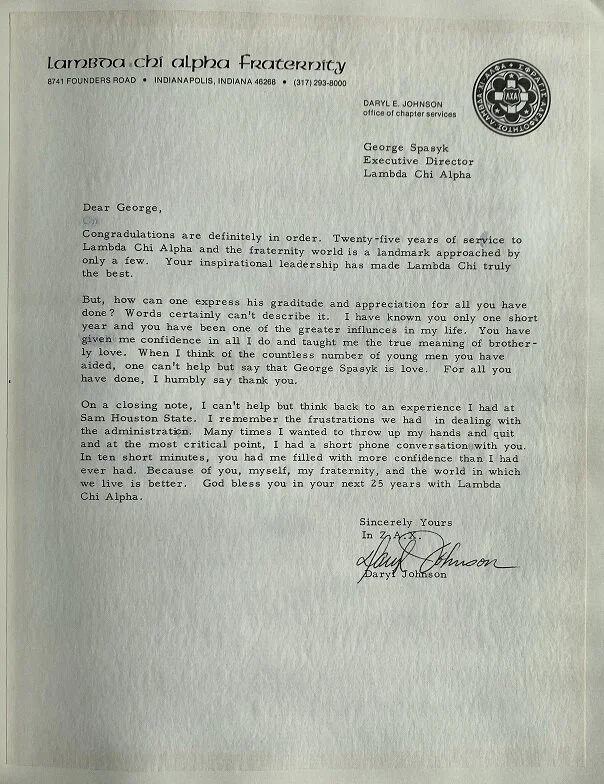 Lambda chi alpha Fraternity
8741 FOUNDERS ROAD • INDIANAPOLIS, INDIANA 46268 • (317) 293-8000
DARYL E. JOHNSON
office of chapter services
ΛΧΑ
George Spasyk
Executive Director
Lambda Chi Alpha
Dear George,
Congradulations are definitely in order. Twenty-five years of service to
Lambda Chi Alpha and the fraternity world is a landmark approached by
only a few. Your inspirational leadership has made Lambda Chi truly
the best.
But, how can one express his graditude and appreciation for all you have
done? Words certainly can't describe it. I have known you only one short
year and you have been one of the greater influnces in my life. You have
given me confidence in all I do and taught me the true meaning of brother-
ly love. When I think of the countless number of young men you have
aided, one can't help but say that George Spasyk is love. For all you
have done, I humbly say thank you.
On a closing note, I can't help but think back to an experience I had at
Sam Houston State. I remember the frustrations we had in dealing with
the administration. Many times I wanted to throw up my hands and quit
and at the most critical point, I had a short phone conversation with you.
In ten short minutes, you had me filled with more confidence than I had
ever had. Because of you, myself, my fraternity, and the world in which
we live is better. God bless you in your next 25 years with Lambda
Chi Alpha.
Sincerely Yours
In Z.A.X.
Daryl Johnson
Daryl Johnson